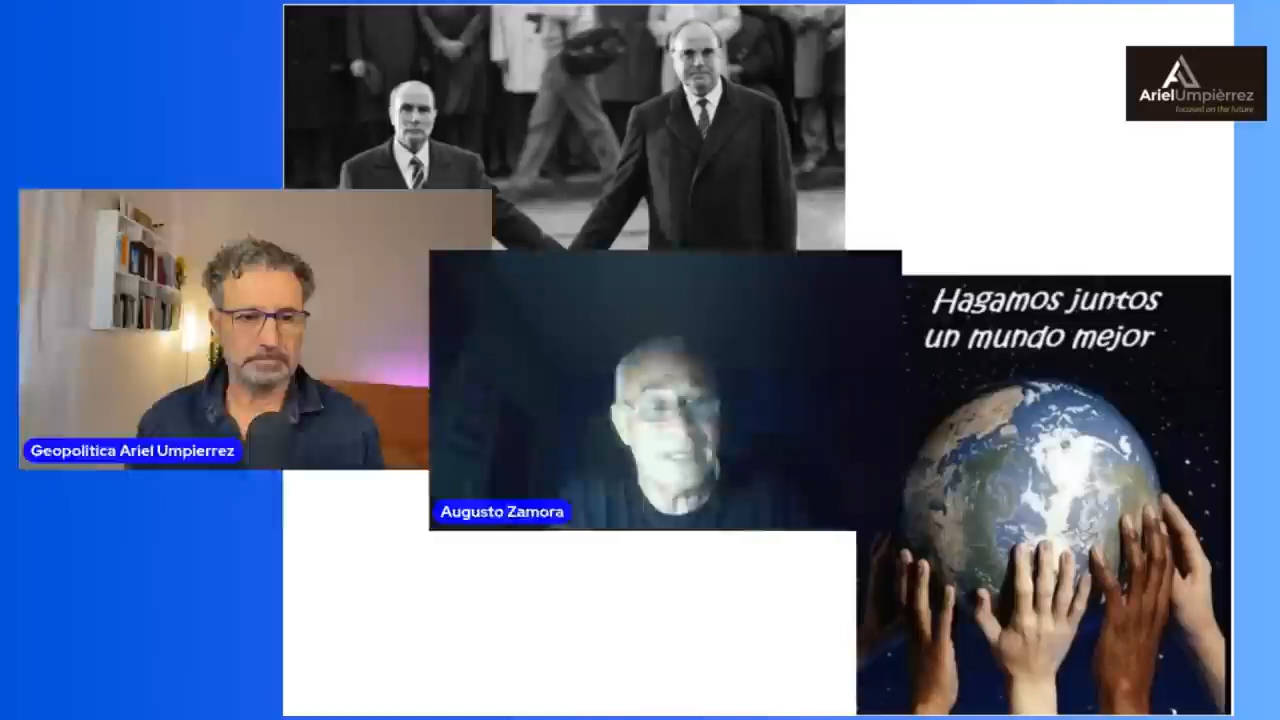 ArielUmpièrrez
focused on the future
Hagamos juntos
un mundo mejor
Geopolitica Ariel Umpierrez
Augusto Zamora